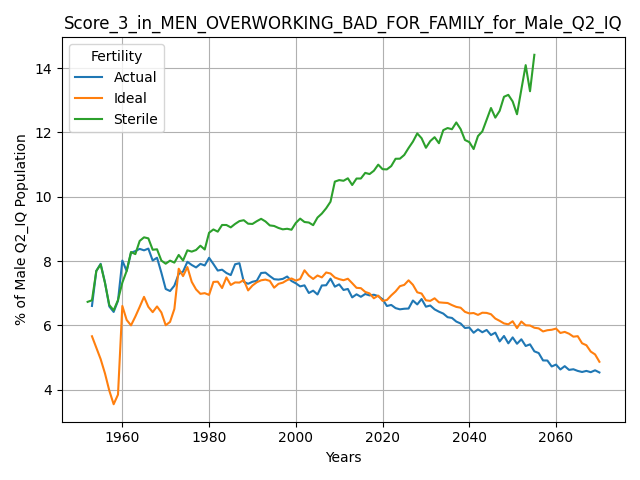 Score_3_in_MEN_OVERWORKING_BAD_FOR_FAMILY_for_Male_Q2_IQ
Fertility
Actual
Ideal
Sterile
% of Male Q2_IQ Population
14
12
10
8
6
4
1960 1980 2000 2020 2040 2060
Years